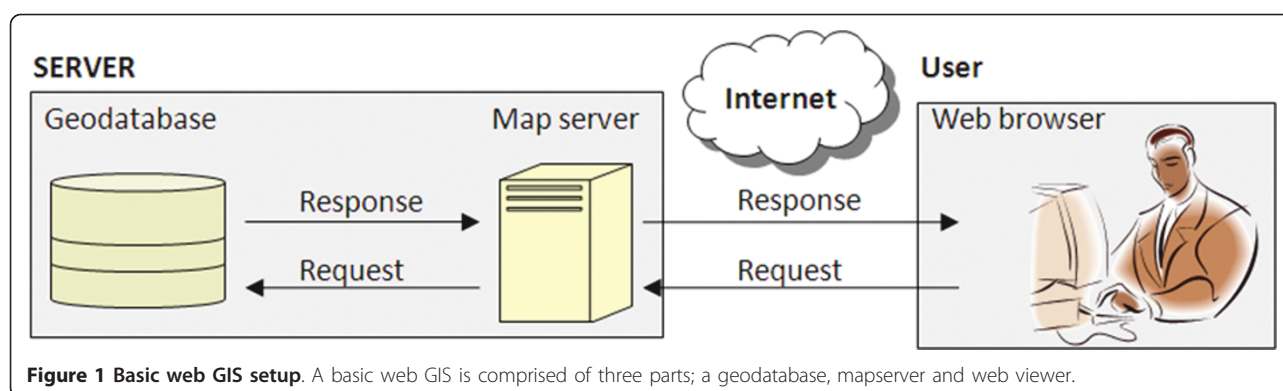 SERVER
Internet
User
Geodatabase
Map server
Web browser
Response
Response
Request
Request
Figure 1 Basic web GIS setup. A basic web GIS is comprised of three parts; a geodatabase, mapserver and web viewer.